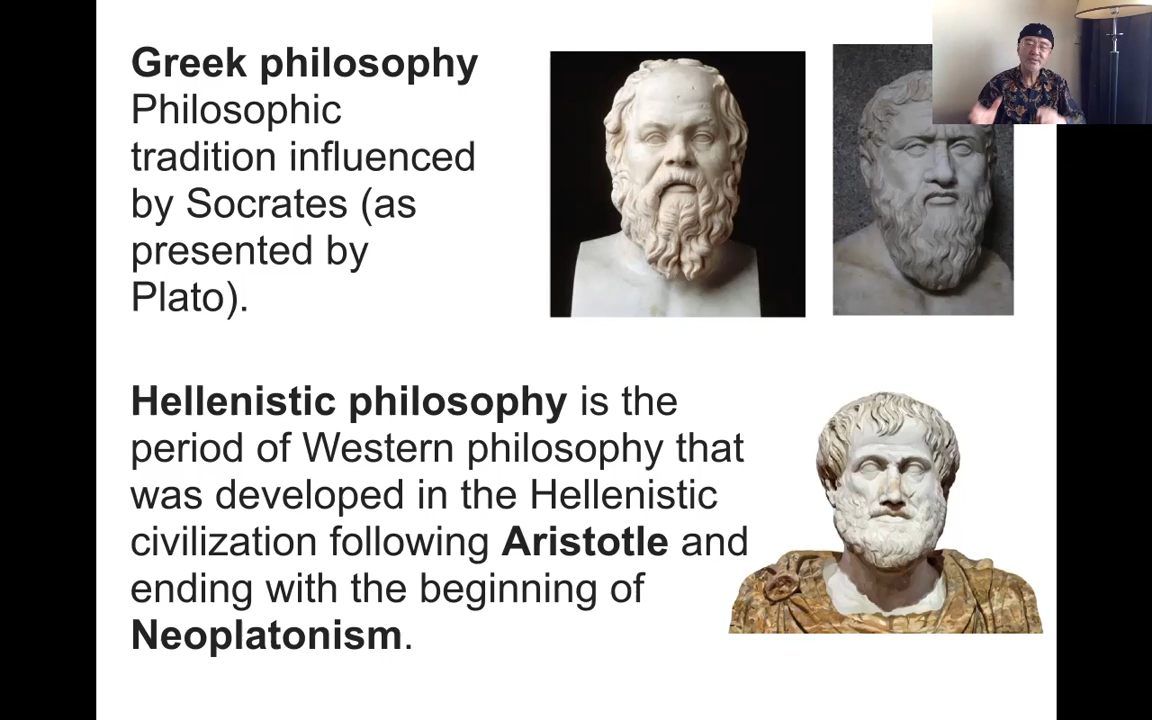 Greek philosophy
Philosophic
tradition influenced
by Socrates (as
presented by
Plato).
Hellenistic philosophy is the
period of Western philosophy that
was developed in the Hellenistic
civilization following Aristotle and
ending with the beginning of
Neoplatonism.